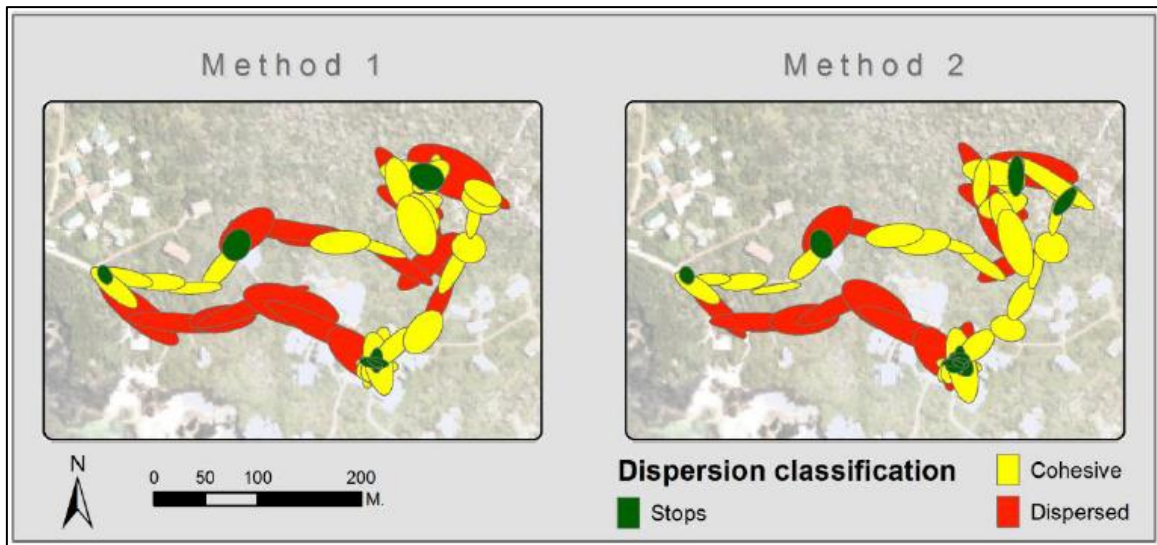 Method 1
Method 2
N
0 50 100 200
M.
Dispersion classification
Stops
Cohesive
Dispersed